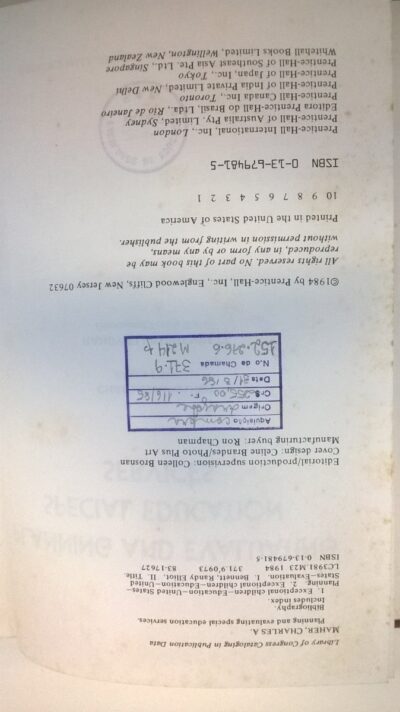 Library of Congress Cataloging in Publication Data
MAHER, CHARLES A.
Planning and evaluating special education services.
Bibliography.
Includes index.
1. Exceptional children—Education—United States—
Planning. 2. Exceptional children—Education—United
States—Evaluation. I. Bennett, Randy Elliot. II. Title.
LC3981.M23 1984 371.9'0973 83-17627
ISBN 0-13-679481-5
Editorial/production supervision: Colleen Brosnan
Cover design: Celine Brandes/Photo Plus Art
Manufacturing buyer: Ron Chapman
Aquisição compra
Origem
Cr$ 255,00
Data
N.o de Chamada 371.9
152.276-6 M214p
©1984 by Prentice-Hall, Inc., Englewood Cliffs, New Jersey 07632
All rights reserved. No part of this book may be
reproduced, in any form or by any means,
without permission in writing from the publisher.
Printed in the United States of America
10 9 8 7 6 5 4 3 2 1
ISBN 0-13-679481-5
Prentice-Hall International, Inc., London
Prentice-Hall of Australia Pty. Limited, Sydney
Editora Prentice-Hall do Brasil, Ltda., Rio de Janeiro
Prentice-Hall Canada Inc., Toronto
Prentice-Hall of India Private Limited, New Delhi
Prentice-Hall of Japan, Inc., Tokyo
Prentice-Hall of Southeast Asia Pte. Ltd., Singapore
Whitehall Books Limited, Wellington, New Zealand